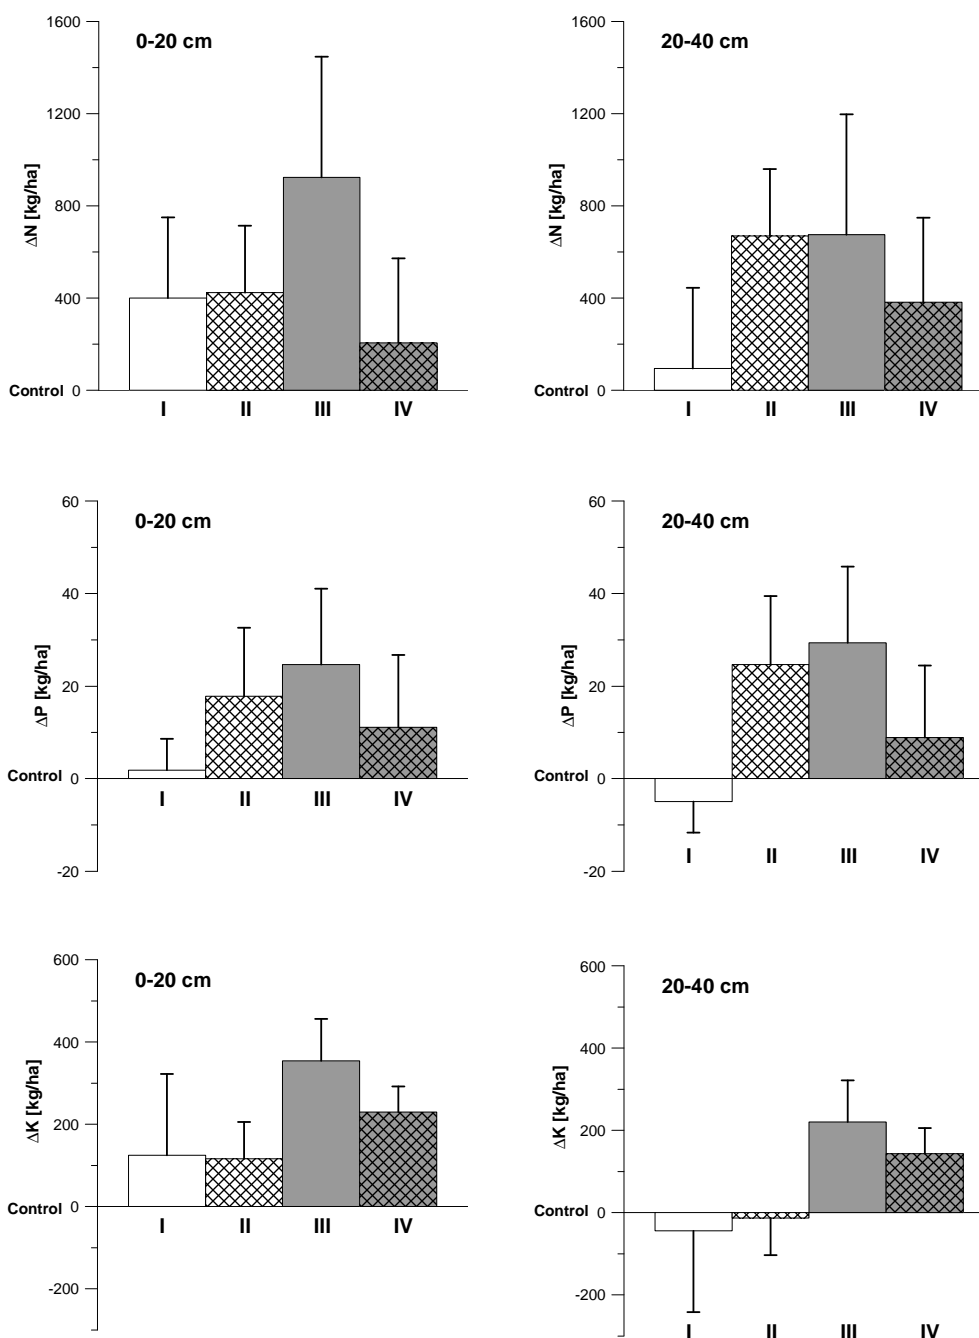 1600
1200
800
400
Control 0
ΔN [kg/ha]
0-20 cm
I II III IV
1600
1200
800
400
Control 0
ΔN [kg/ha]
20-40 cm
I II III IV
60
40
20
Control 0
-20
ΔP [kg/ha]
0-20 cm
I II III IV
60
40
20
Control 0
-20
ΔP [kg/ha]
20-40 cm
I II III IV
600
400
200
Control 0
-200
ΔK [kg/ha]
0-20 cm
I II III IV
600
400
200
Control 0
-200
ΔK [kg/ha]
20-40 cm
I II III IV